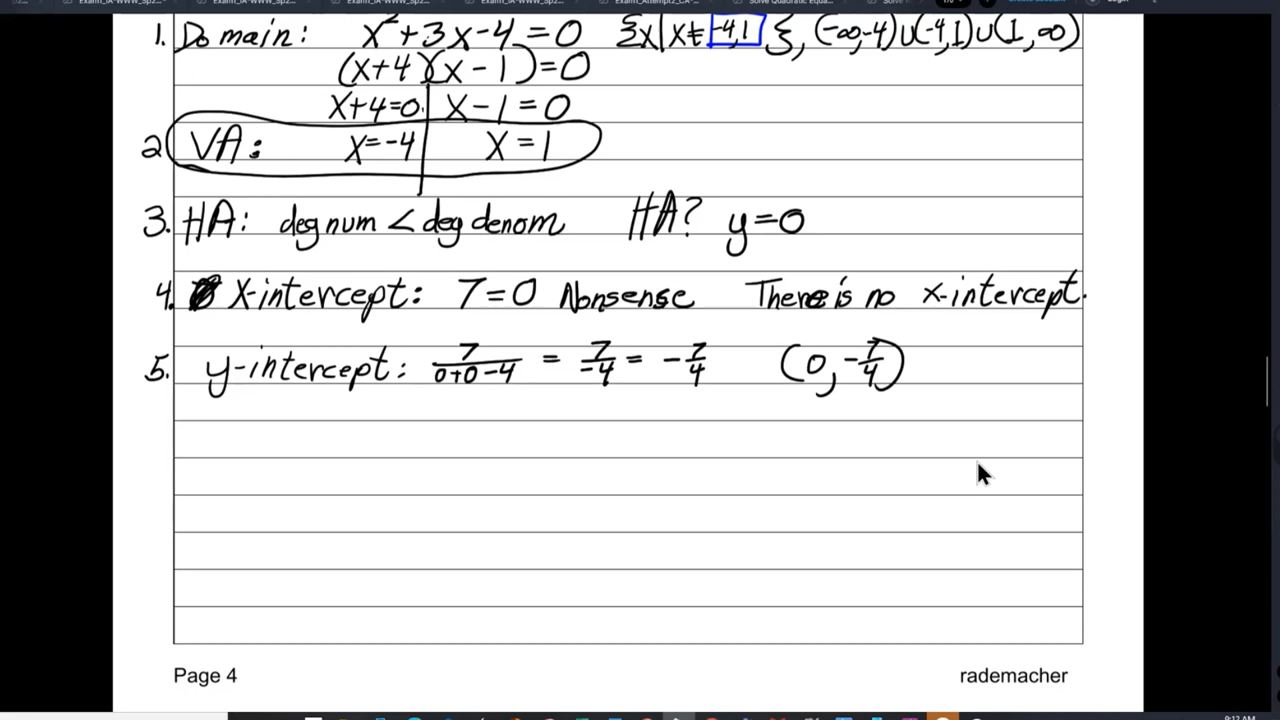 1. Domain: x²+3x-4=0 {x|x≠-4,1}, (-∞,-4)∪(-4,1)∪(1,∞)
(x+4)(x-1)=0
x+4=0 x-1=0
2 VA: x=-4 x=1
3. HA: deg num < deg denom HA? y=0
4. X-intercept: 7=0 Nonsense There is no x-intercept.
5. y-intercept: 7/(0+0-4) = 7/-4 = -7/4 (0, -7/4)
Page 4 rademacher